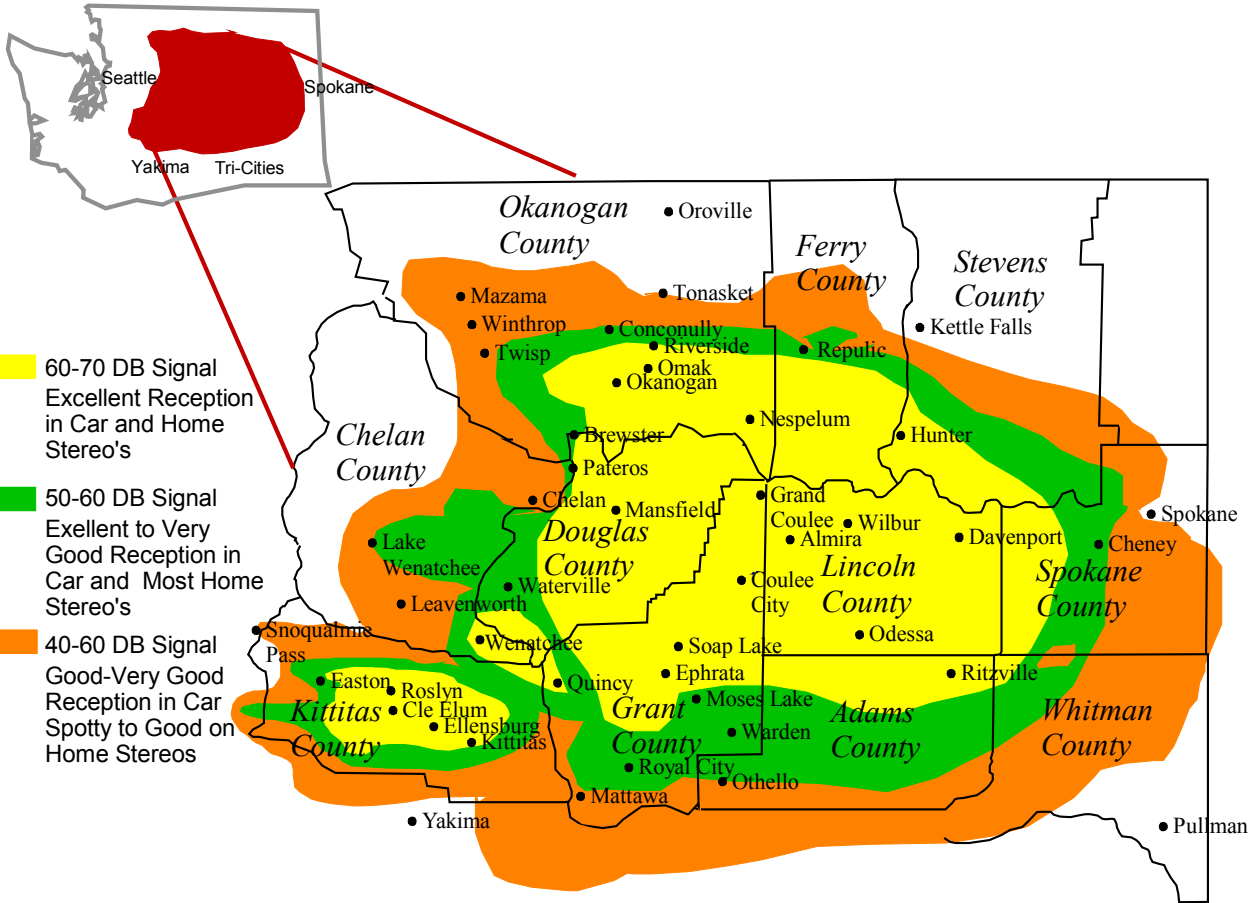 Seattle
Spokane
Yakima
Tri-Cities
Okanogan
County
Oroville
Ferry
County
Stevens
County
Mazama
Tonasket
Winthrop
Conconully
Kettle Falls
Twisp
Riverside
Repulic
Omak
Okanogan
60-70 DB Signal
Excellent Reception
in Car and Home
Stereo's
Chelan
County
Brewster
Nespelum
Hunter
Pateros
50-60 DB Signal
Exellent to Very
Good Reception in
Car and Most Home
Stereo's
Chelan
Mansfield
Grand
Coulee
Wilbur
Spokane
Douglas
County
Almira
Davenport
Cheney
Lake
Wenatchee
Waterville
Coulee
City
Lincoln
County
Spokane
County
Leavenworth
40-60 DB Signal
Good-Very Good
Reception in Car
Spotty to Good on
Home Stereos
Snoqualmie
Pass
Wenatchee
Soap Lake
Odessa
Easton
Roslyn
Quincy
Ephrata
Ritzville
Kittitas
County
Cle Elum
Ellensburg
Kittitas
Grant
County
Moses Lake
Warden
Adams
County
Whitman
County
Royal City
Othello
Mattawa
Yakima
Pullman